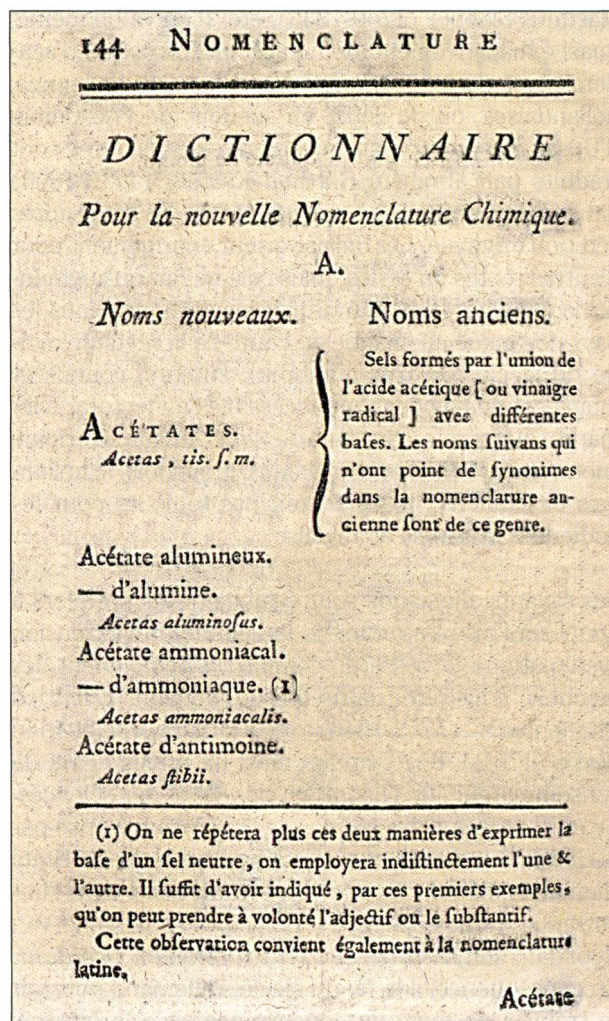 144 NOMENCLATURE
DICTIONNAIRE
Pour la nouvelle Nomenclature Chimique.
A.
Noms nouveaux. Noms anciens.
ACÉTATES.
Acetas, tis. ſ. m.
Sels formés par l'union de
l'acide acétique [ ou vinaigre
radical ] avec différentes
baſes. Les noms ſuivans qui
n'ont point de ſynonimes
dans la nomenclature an-
cienne ſont de ce genre.
Acétate alumineux.
— d'alumine.
Acetas aluminoſus.
Acétate ammoniacal.
— d'ammoniaque. (1)
Acetas ammoniacalis.
Acétate d'antimoine.
Acetas ſtibii.
(1) On ne répétera plus ces deux manières d'exprimer la
baſe d'un ſel neutre, on employera indiſtinctement l'une &
l'autre. Il ſuffit d'avoir indiqué, par ces premiers exemples,
qu'on peut prendre à volonté l'adjectif ou le ſubſtantif.
Cette obſervation convient également à la nomenclature
latine.
Acétate